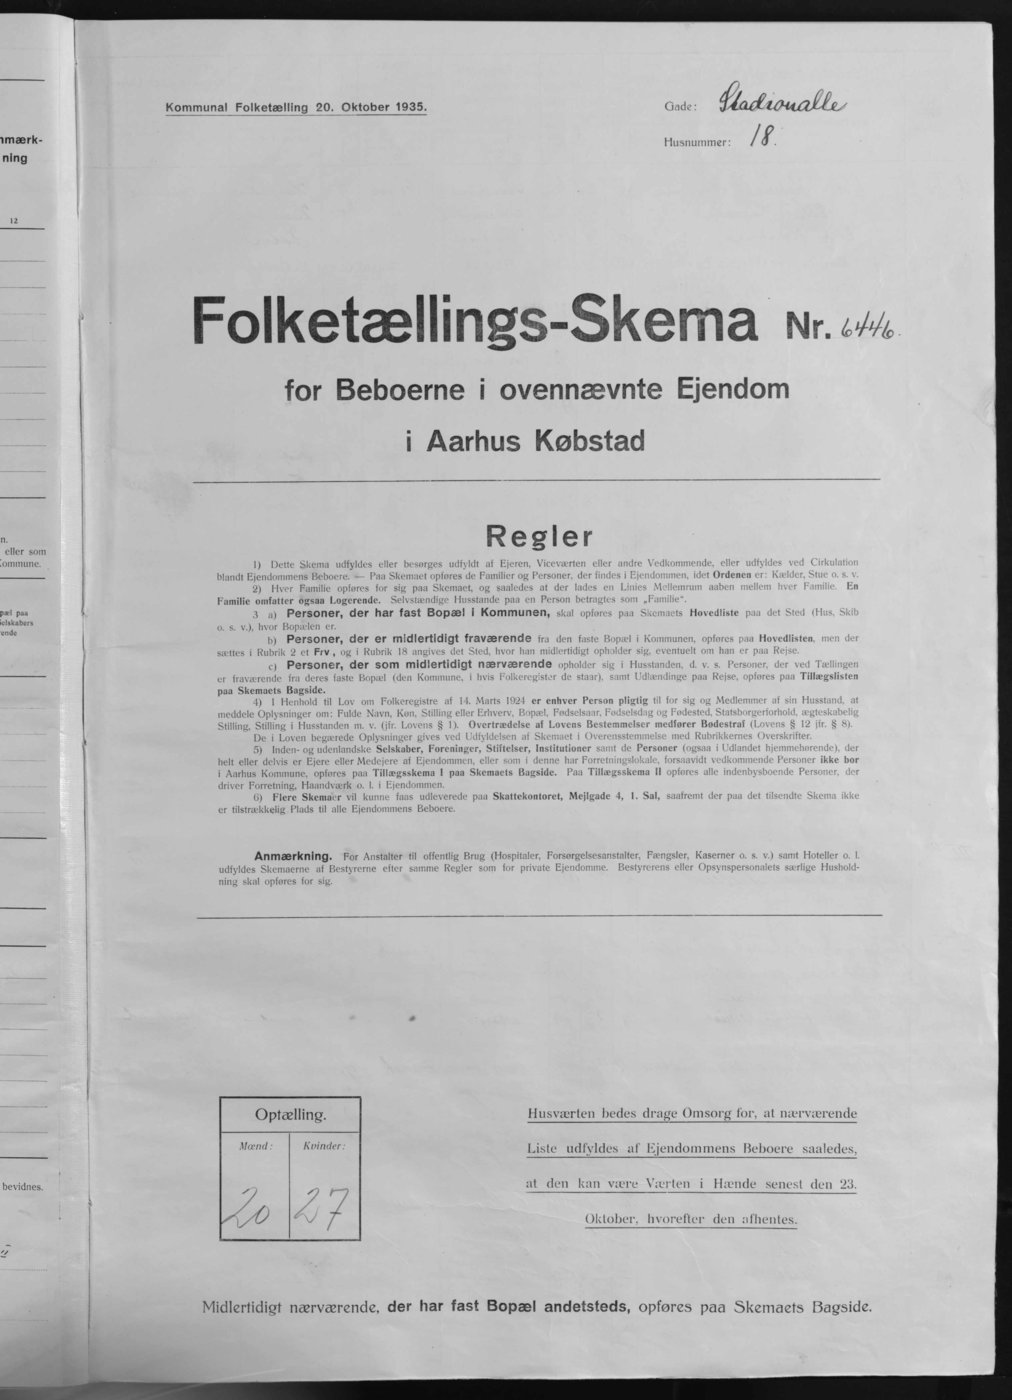 nmærk-
ning
12
n.
eller som
Kommune.
pæl paa
Selskabers
ende
bevidnes.
Kommunal Folketælling 20. Oktober 1935.
Gade: Stadionalle
Husnummer: 18.
Folketællings-Skema Nr. 6446.
for Beboerne i ovennævnte Ejendom
i Aarhus Købstad
Regler
1) Dette Skema udfyldes eller besørges udfyldt af Ejeren, Viceværten eller andre Vedkommende, eller udfyldes ved Cirkulation
blandt Ejendommens Beboere. — Paa Skemaet opføres de Familier og Personer, der findes i Ejendommen, idet Ordenen er: Kælder, Stue o. s. v.
2) Hver Familie opføres for sig paa Skemaet, og saaledes at der lades en Linies Mellemrum aaben mellem hver Familie. En
Familie omfatter ogsaa Logerende. Selvstændige Husstande paa en Person betragtes som „Familie“.
3 a) Personer, der har fast Bopæl i Kommunen, skal opføres paa Skemaets Hovedliste paa det Sted (Hus, Skib
o. s. v.), hvor Bopælen er.
b) Personer, der er midlertidigt fraværende fra den faste Bopæl i Kommunen, opføres paa Hovedlisten, men der
sættes i Rubrik 2 et Frv., og i Rubrik 18 angives det Sted, hvor han midlertidigt opholder sig, eventuelt om han er paa Rejse.
c) Personer, der som midlertidigt nærværende opholder sig i Husstanden, d. v. s. Personer, der ved Tællingen
er fraværende fra deres faste Bopæl (den Kommune, i hvis Folkeregister de staar), samt Udlændinge paa Rejse, opføres paa Tillægslisten
paa Skemaets Bagside.
4) I Henhold til Lov om Folkeregistre af 14. Marts 1924 er enhver Person pligtig til for sig og Medlemmer af sin Husstand, at
meddele Oplysninger om: Fulde Navn, Køn, Stilling eller Erhverv, Bopæl, Fødselsaar, Fødselsdag og Fødested, Statsborgerforhold, ægteskabelig
Stilling, Stilling i Husstanden m. v. (jfr. Lovens § 1). Overtrædelse af Lovens Bestemmelser medfører Bødestraf (Lovens § 12 jfr. § 8).
De i Loven begærede Oplysninger gives ved Udfyldelsen af Skemaet i Overensstemmelse med Rubrikkernes Overskrifter.
5) Inden- og udenlandske Selskaber, Foreninger, Stiftelser, Institutioner samt de Personer (ogsaa i Udlandet hjemmehørende), der
helt eller delvis er Ejere eller Medejere af Ejendommen, eller som i denne har Forretningslokale, forsaavidt vedkommende Personer ikke bor
i Aarhus Kommune, opføres paa Tillægsskema I paa Skemaets Bagside. Paa Tillægsskema II opføres alle indenbysboende Personer, der
driver Forretning, Haandværk o. l. i Ejendommen.
6) Flere Skemaer vil kunne faas udleverede paa Skattekontoret, Mejlgade 4, 1. Sal, saafremt der paa det tilsendte Skema ikke
er tilstrækkelig Plads til alle Ejendommens Beboere.
Anmærkning. For Anstalter til offentlig Brug (Hospitaler, Forsørgelsesanstalter, Fængsler, Kaserner o. s. v.) samt Hoteller o. l.
udfyldes Skemaerne af Bestyrerne efter samme Regler som for private Ejendomme. Bestyrerens eller Opsynspersonalets særlige Hushold-
ning skal opføres for sig.
Optælling.
Mænd: Kvinder:
20 27
Husværten bedes drage Omsorg for, at nærværende
Liste udfyldes af Ejendommens Beboere saaledes,
at den kan være Værten i Hænde senest den 23.
Oktober, hvorefter den afhentes.
Midlertidigt nærværende, der har fast Bopæl andetsteds, opføres paa Skemaets Bagside.